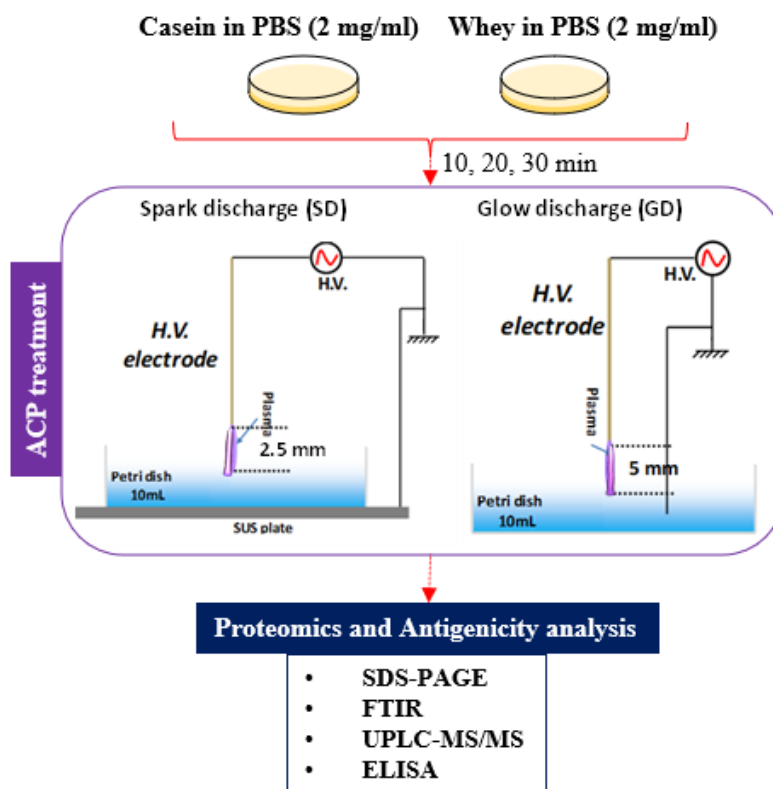 Casein in PBS (2 mg/ml)
Whey in PBS (2 mg/ml)
10, 20, 30 min
ACP treatment
Spark discharge (SD)
H.V.
H.V.
electrode
Plasma
2.5 mm
Petri dish
10mL
SUS plate
Glow discharge (GD)
H.V.
H.V.
electrode
Plasma
5 mm
Petri dish
10mL
Proteomics and Antigenicity analysis
• SDS-PAGE
• FTIR
• UPLC-MS/MS
• ELISA